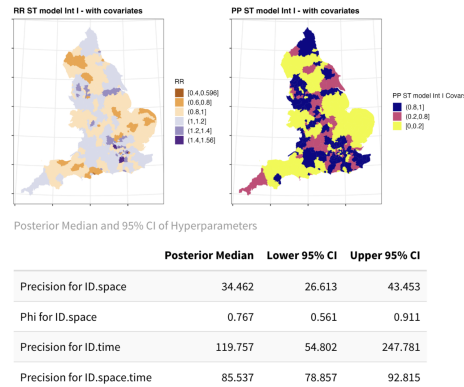 RR ST model Int I - with covariates
PP ST model Int I - with covariates
RR
[0.4,0.596]
(0.6,0.8]
(0.8,1]
(1,1.2]
(1.2,1.4]
(1.4,1.56]
PP ST model Int I Covar
(0.8,1]
(0.2,0.8]
[0,0.2]
Posterior Median and 95% CI of Hyperparameters
Posterior Median Lower 95% CI Upper 95% CI
Precision for ID.space 34.462 26.613 43.453
Phi for ID.space 0.767 0.561 0.911
Precision for ID.time 119.757 54.802 247.781
Precision for ID.space.time 85.537 78.857 92.815